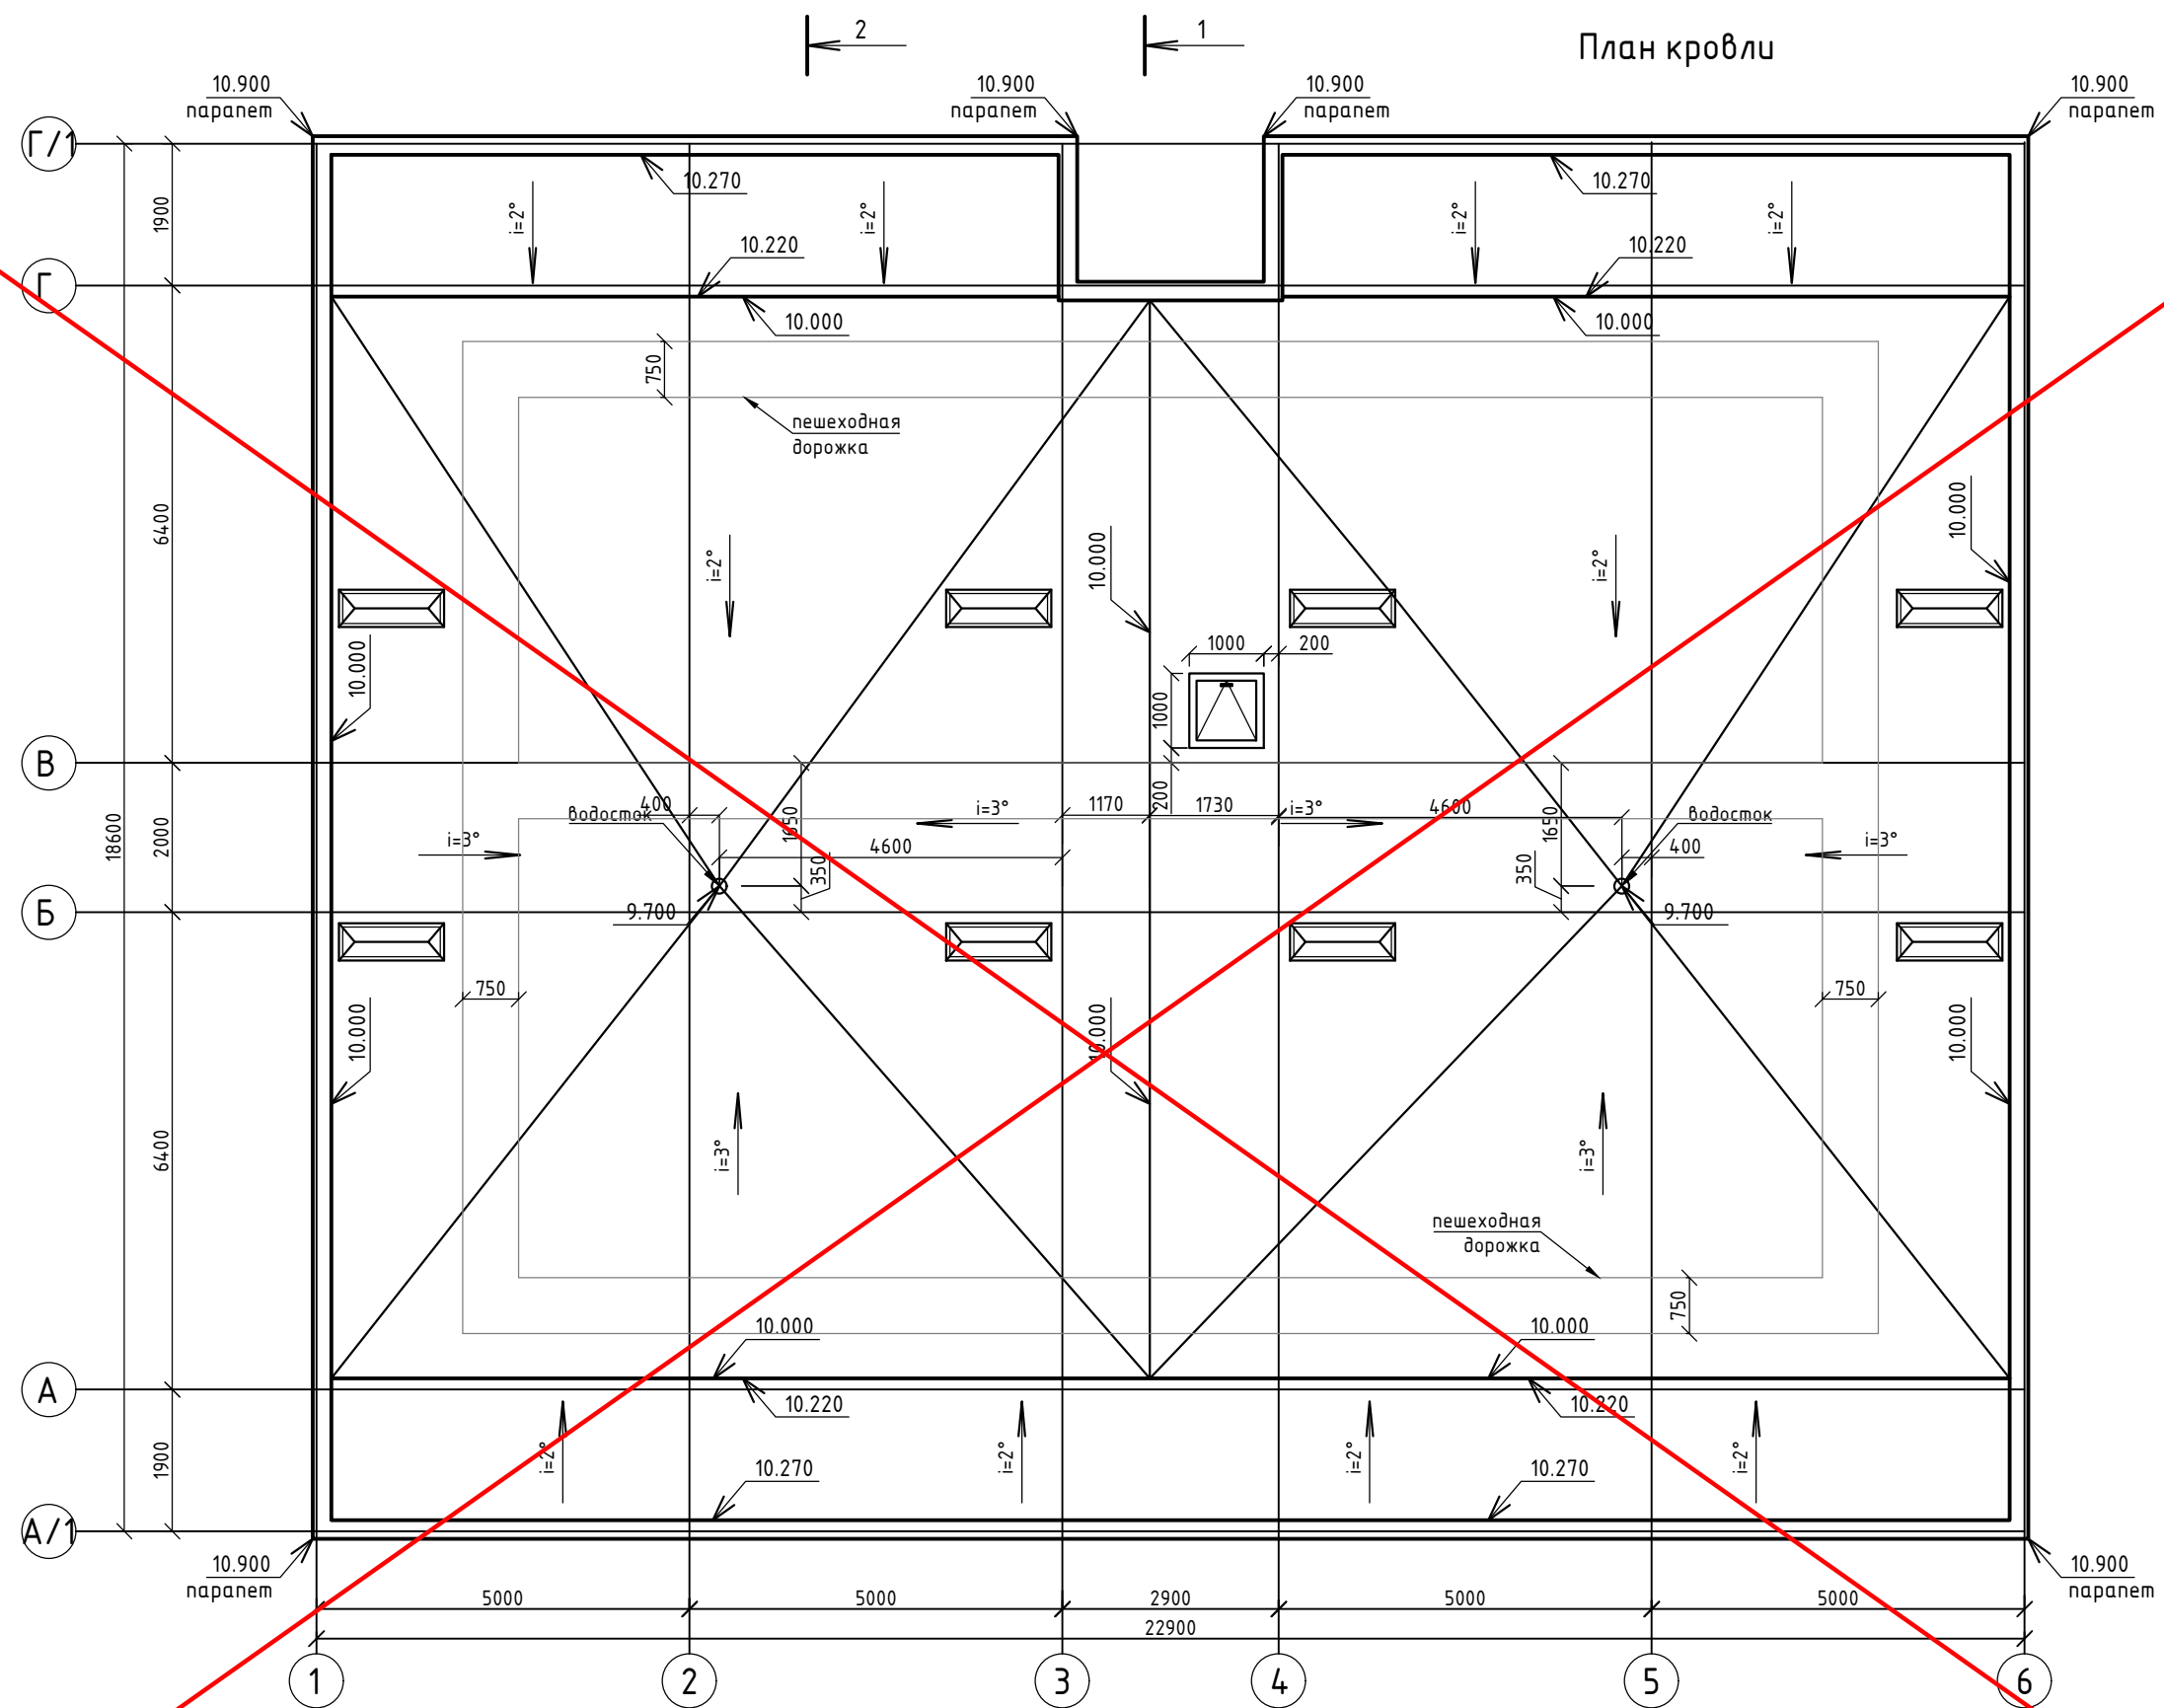 2
1
План кровли
10.900
парапет
10.900
парапет
10.900
парапет
10.900
парапет
Г/1
10.270
10.270
1900
i=2°
i=2°
i=2°
i=2°
10.220
10.220
Г
10.000
10.000
750
пешеходная
дорожка
6400
10.000
10.000
i=2°
i=2°
10.000
1000
200
1000
В
200
18600
2000
водосток
400
1650
i=3°
1170
1730
i=3°
4600
1650
водосток
i=3°
4600
350
350
400
i=3°
Б
9.700
9.700
750
750
10.000
10.000
10.000
6400
i=3°
i=3°
пешеходная
дорожка
750
10.000
10.000
А
10.220
10.220
1900
i=2°
i=2°
i=2°
i=2°
10.270
10.270
А/1
10.900
парапет
10.900
парапет
5000
5000
2900
5000
5000
22900
1
2
3
4
5
6